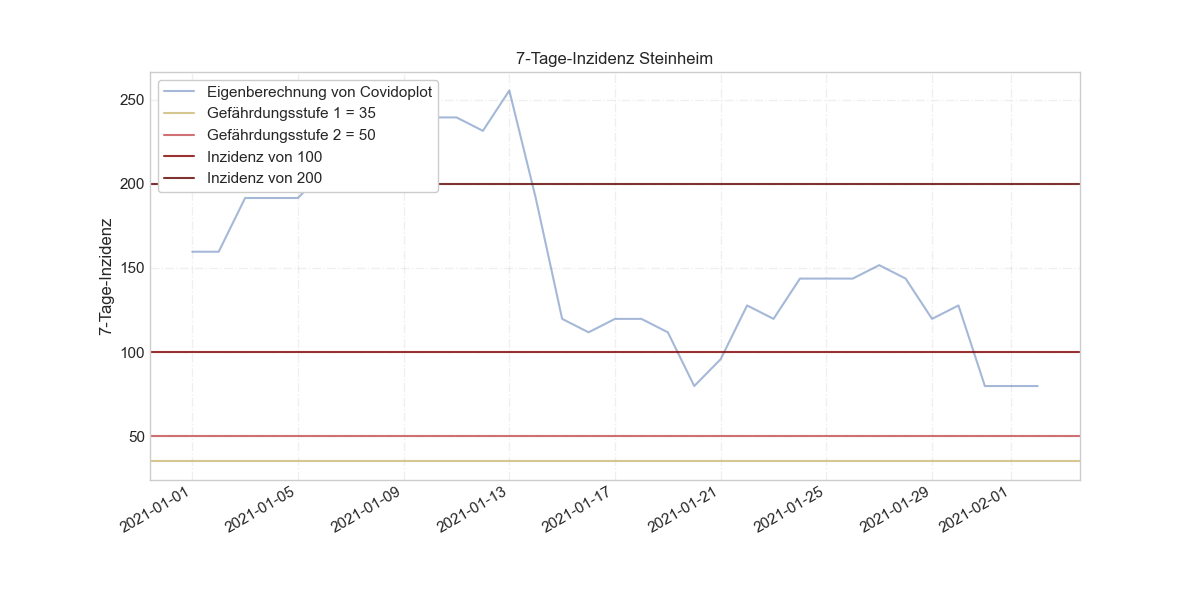 7-Tage-Inzidenz Steinheim
Eigenberechnung von Covidoplot
Gefährdungsstufe 1 = 35
Gefährdungsstufe 2 = 50
Inzidenz von 100
Inzidenz von 200
7-Tage-Inzidenz
250
200
150
100
50
2021-01-01
2021-01-05
2021-01-09
2021-01-13
2021-01-17
2021-01-21
2021-01-25
2021-01-29
2021-02-01